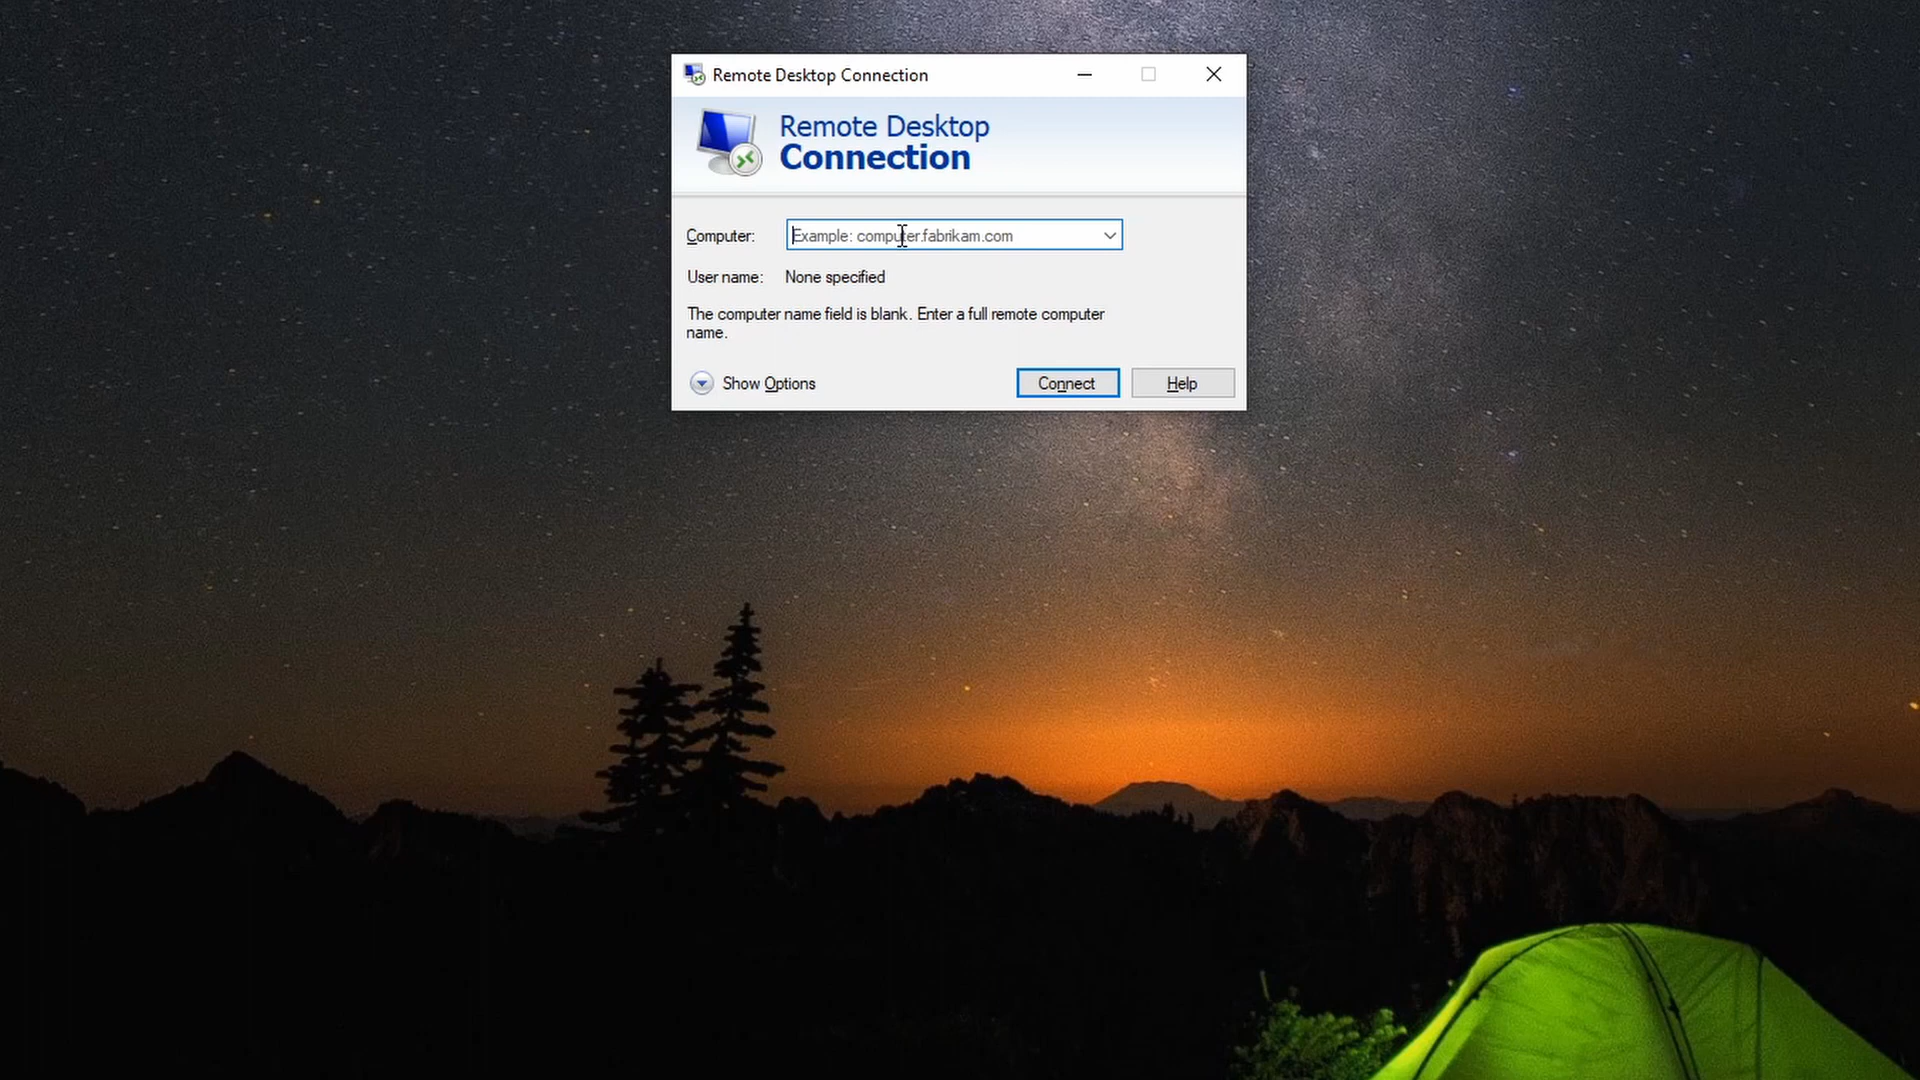 Remote Desktop Connection
Remote Desktop
Connection
Computer: Example: computer.fabrikam.com
User name: None specified
The computer name field is blank. Enter a full remote computer
name.
Show Options Connect Help